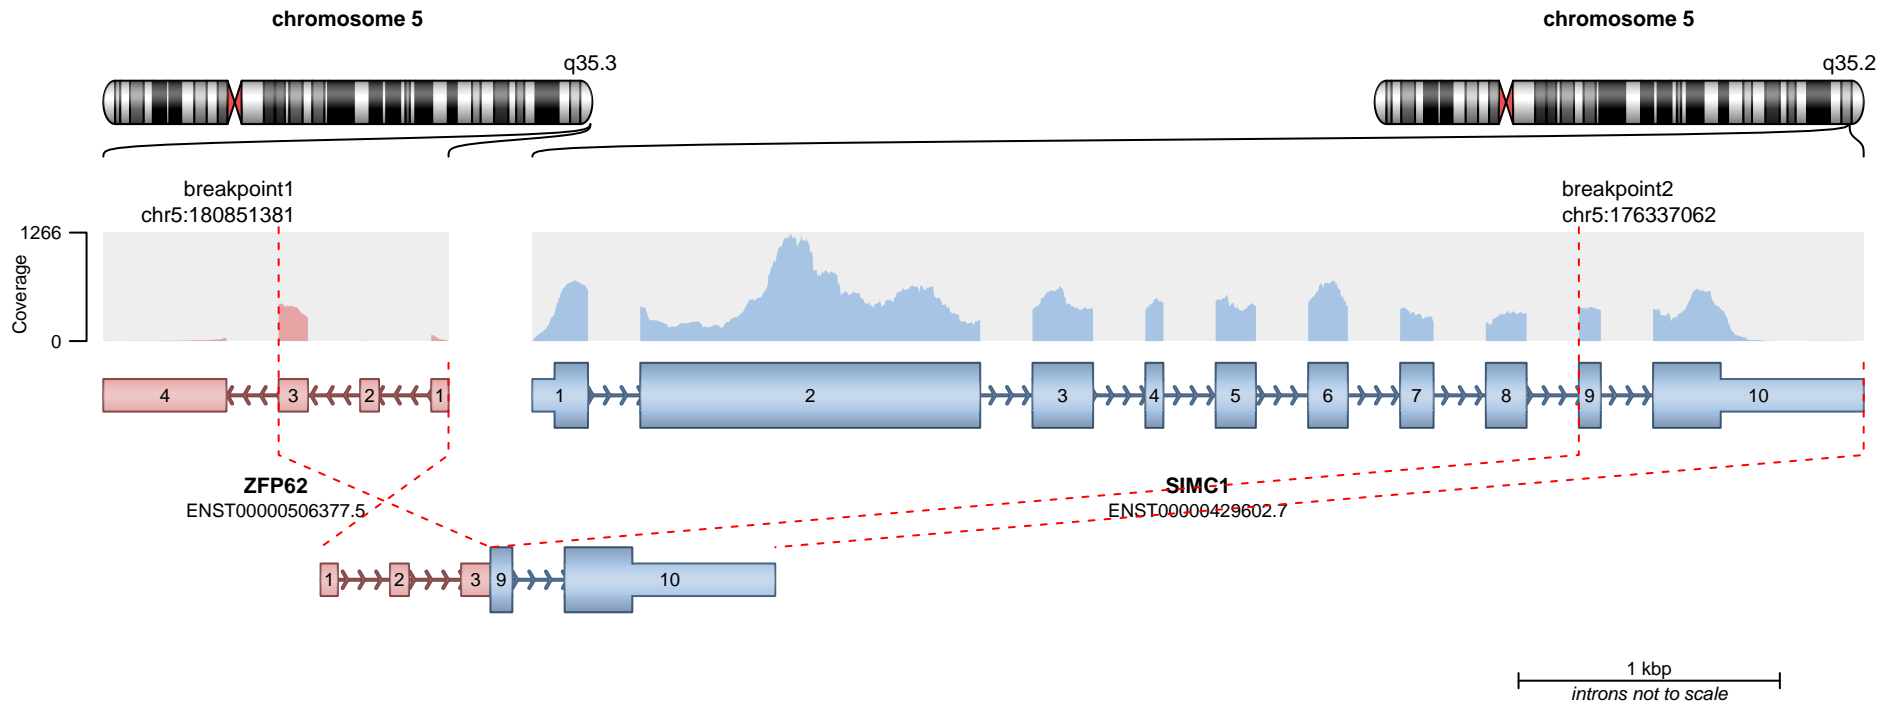 chromosome 5
chromosome 5
q35.3
q35.2
breakpoint1
chr5:180851381
breakpoint2
chr5:176337062
1266
Coverage
0
4 3 2 1
1 2 3 4 5 6 7 8 9 10
ZFP62
ENST00000506377.5
SIMC1
ENST00000429602.7
1 2 3 9 10
1 kbp
introns not to scale